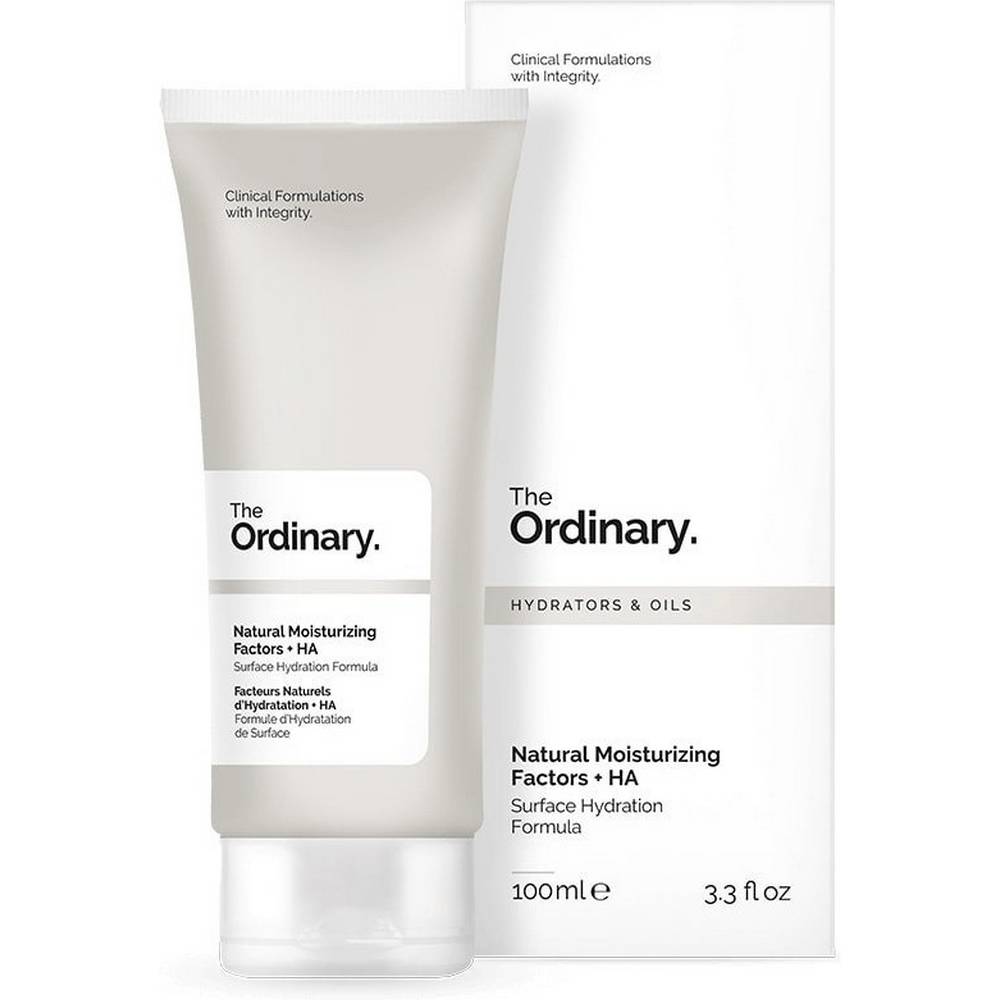 Clinical Formulations
with Integrity.
The
Ordinary.
Natural Moisturizing
Factors + HA
Surface Hydration Formula
Facteurs Naturels
d'Hydratation + HA
Formule d'Hydratation
de Surface
Clinical Formulations
with Integrity.
The
Ordinary.
HYDRATORS & OILS
Natural Moisturizing
Factors + HA
Surface Hydration
Formula
100ml ℮ 3.3 fl oz